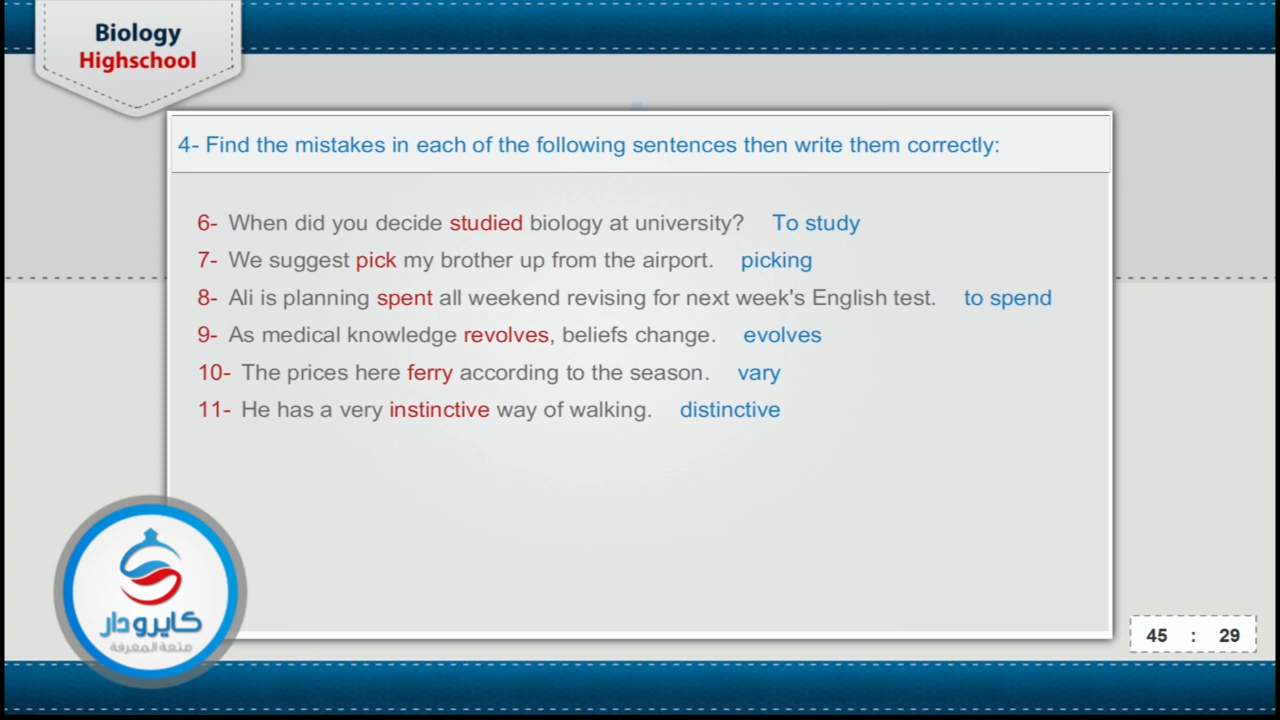 Biology
Highschool
4- Find the mistakes in each of the following sentences then write them correctly:
6- When did you decide studied biology at university? To study
7- We suggest pick my brother up from the airport. picking
8- Ali is planning spent all weekend revising for next week's English test. to spend
9- As medical knowledge revolves, beliefs change. evolves
10- The prices here ferry according to the season. vary
11- He has a very instinctive way of walking. distinctive
كايرودار
متعة المعرفة
45 : 29